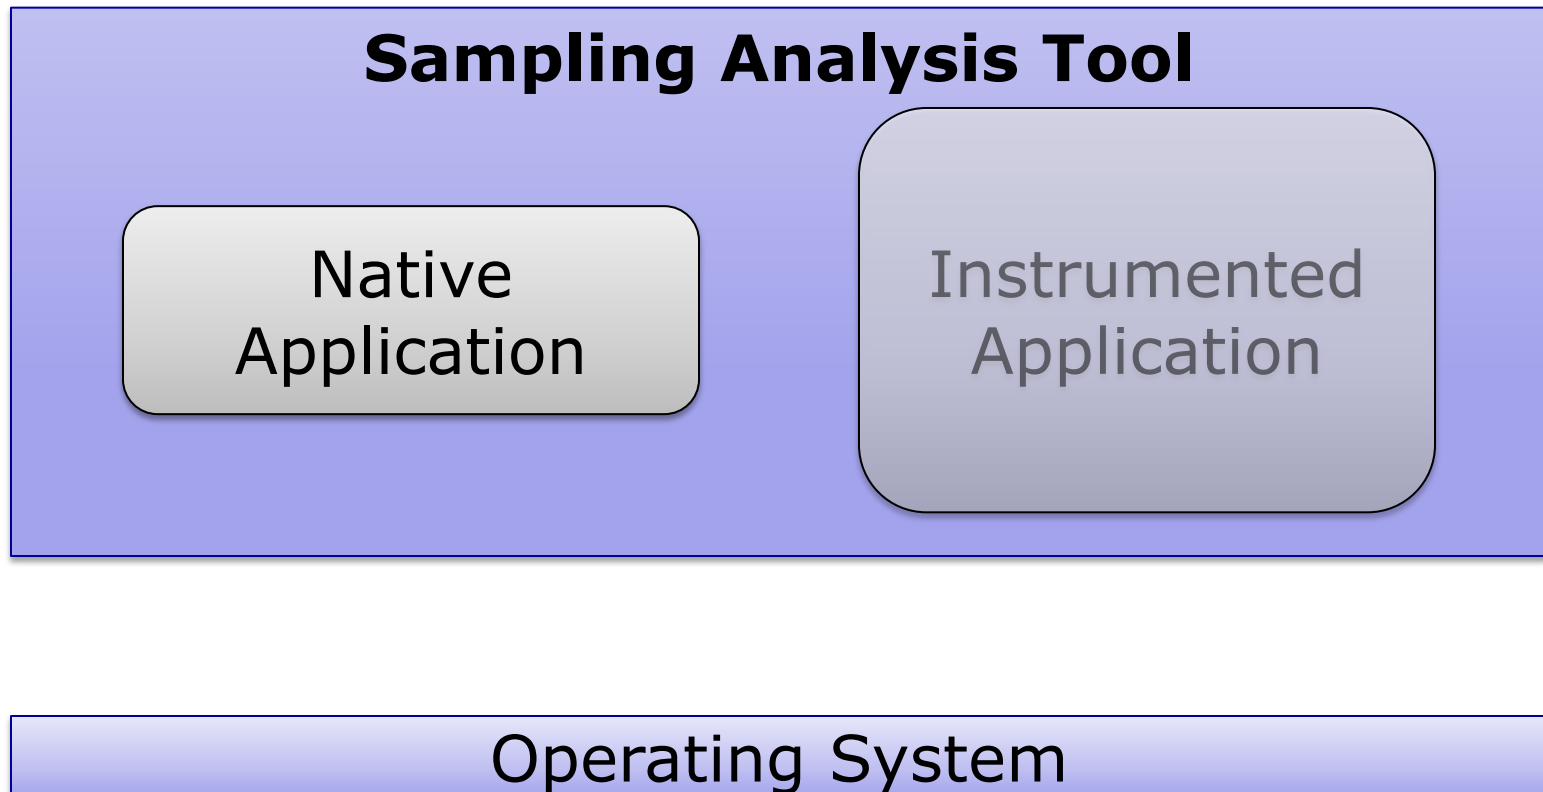 Sampling Analysis Tool
Native
Application
Instrumented
Application
Operating System